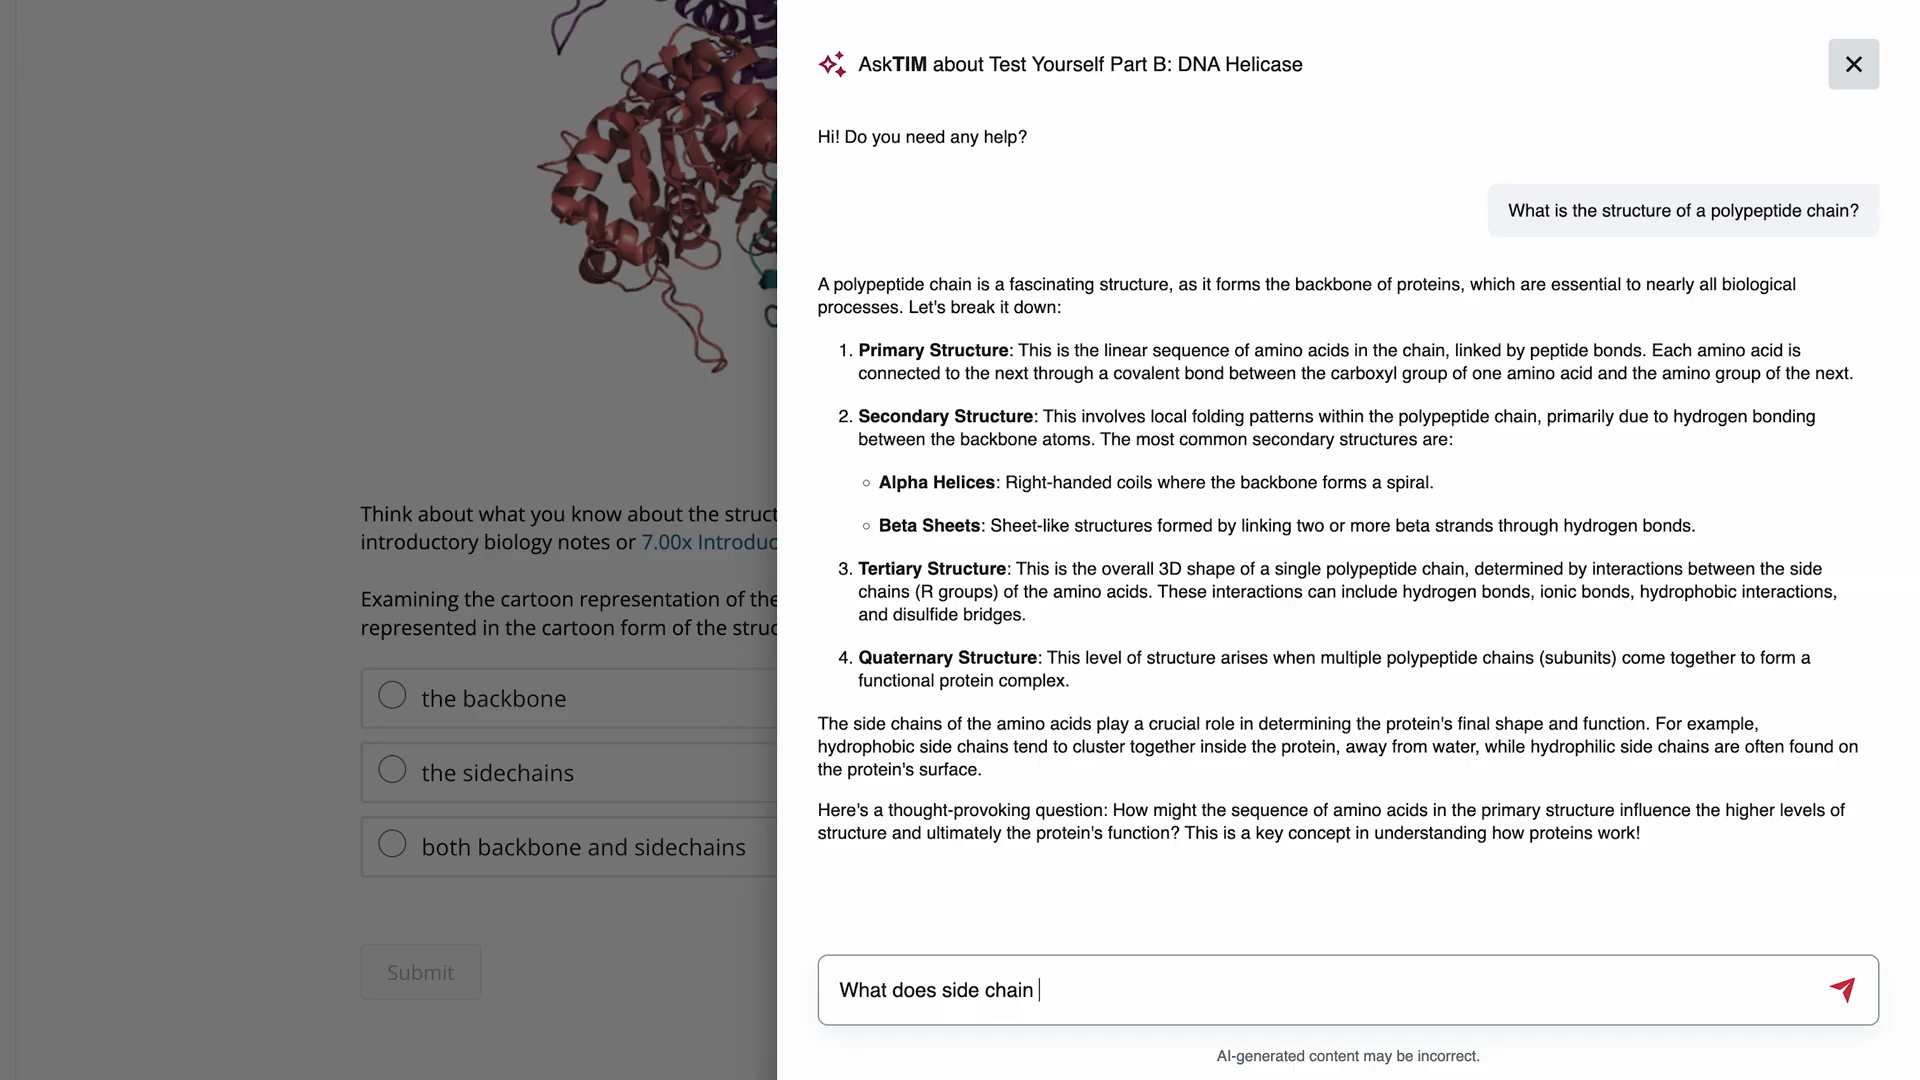 AskTIM about Test Yourself Part B: DNA Helicase
Hi! Do you need any help?
What is the structure of a polypeptide chain?
A polypeptide chain is a fascinating structure, as it forms the backbone of proteins, which are essential to nearly all biological
processes. Let's break it down:
1. Primary Structure: This is the linear sequence of amino acids in the chain, linked by peptide bonds. Each amino acid is
connected to the next through a covalent bond between the carboxyl group of one amino acid and the amino group of the next.
2. Secondary Structure: This involves local folding patterns within the polypeptide chain, primarily due to hydrogen bonding
between the backbone atoms. The most common secondary structures are:
◦ Alpha Helices: Right-handed coils where the backbone forms a spiral.
◦ Beta Sheets: Sheet-like structures formed by linking two or more beta strands through hydrogen bonds.
3. Tertiary Structure: This is the overall 3D shape of a single polypeptide chain, determined by interactions between the side
chains (R groups) of the amino acids. These interactions can include hydrogen bonds, ionic bonds, hydrophobic interactions,
and disulfide bridges.
4. Quaternary Structure: This level of structure arises when multiple polypeptide chains (subunits) come together to form a
functional protein complex.
The side chains of the amino acids play a crucial role in determining the protein's final shape and function. For example,
hydrophobic side chains tend to cluster together inside the protein, away from water, while hydrophilic side chains are often found on
the protein's surface.
Here's a thought-provoking question: How might the sequence of amino acids in the primary structure influence the higher levels of
structure and ultimately the protein's function? This is a key concept in understanding how proteins work!
What does side chain
AI-generated content may be incorrect.
Think about what you know about the struct
introductory biology notes or 7.00x Introduc
Examining the cartoon representation of the
represented in the cartoon form of the struc
the backbone
the sidechains
both backbone and sidechains
Submit